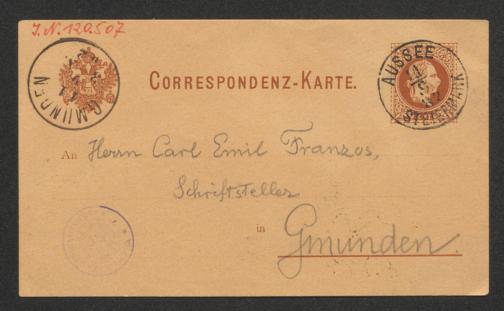 J.N. 120.507
GMUNDEN
CORRESPONDENZ-KARTE.
AUSSEE
STEIERMARK
An Herrn Carl Emil Franzos,
Schriftsteller
in Gmunden.